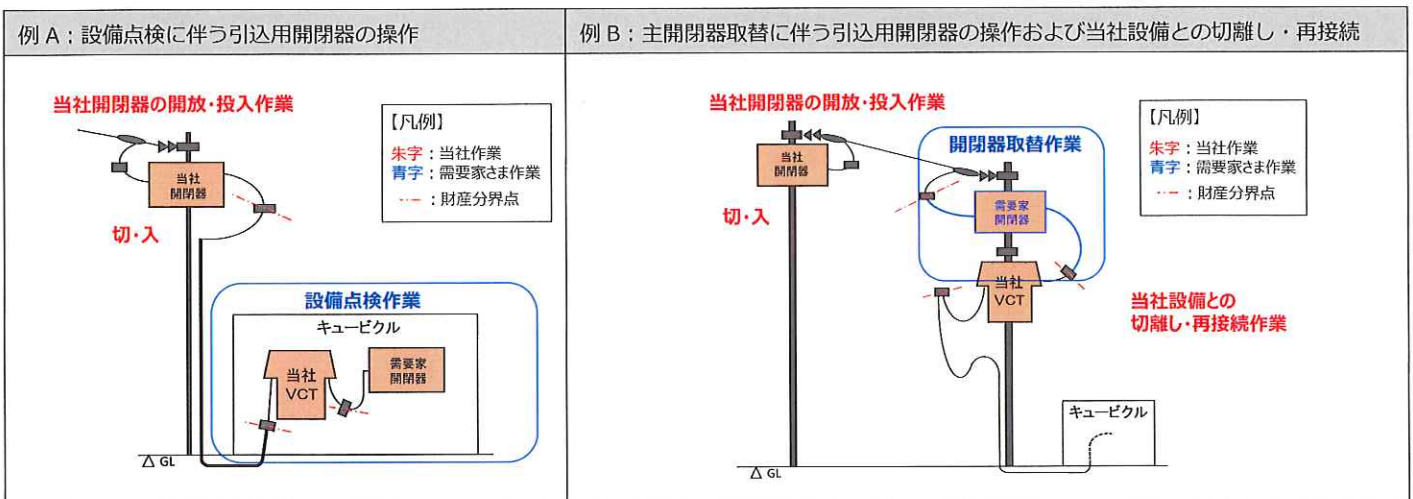 例 A:設備点検に伴う引込用開閉器の操作
当社開閉器の開放・投入作業
【凡例】
朱字:当社作業
青字:需要家さま作業
:財産分界点
当社
開閉器
切・入
設備点検作業
キュービクル
当社
VCT
需要家
開閉器
△ GL
例 B:主開閉器取替に伴う引込用開閉器の操作および当社設備との切離し・再接続
当社開閉器の開放・投入作業
【凡例】
朱字:当社作業
青字:需要家さま作業
:財産分界点
開閉器取替作業
当社
開閉器
切・入
需要家
開閉器
当社
VCT
当社設備との
切離し・再接続作業
キュービクル
△ GL